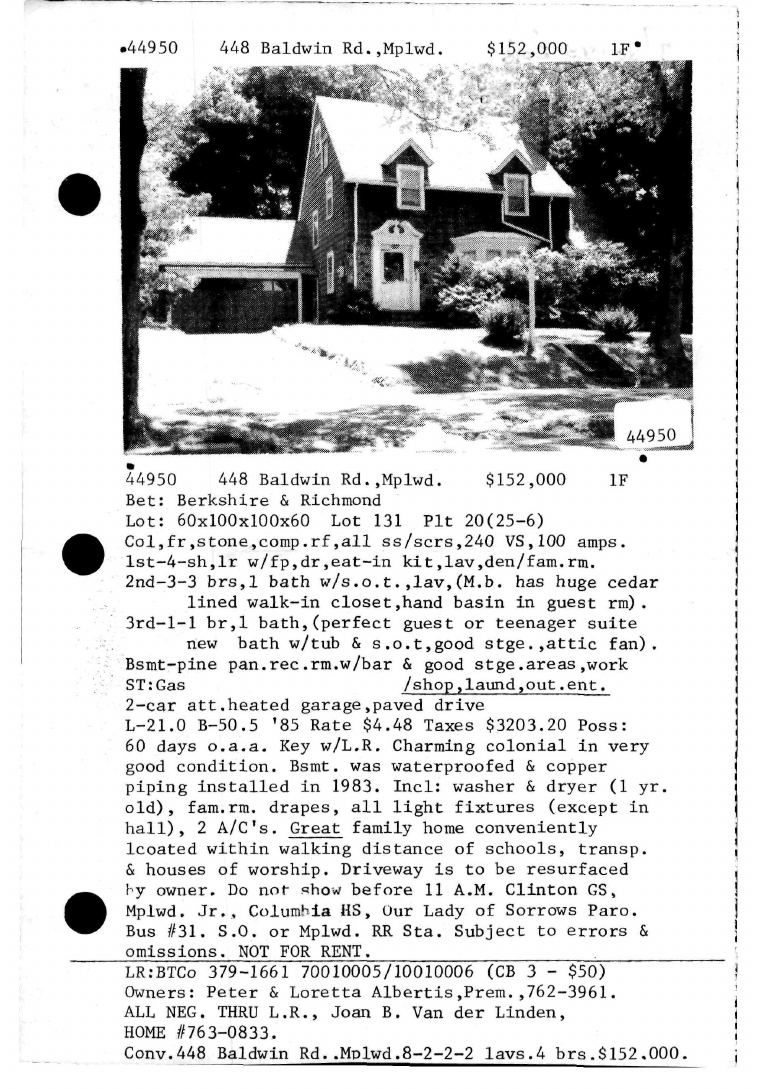 •44950 448 Baldwin Rd.,Mplwd. $152,000 1F•
44950
44950 448 Baldwin Rd.,Mplwd. $152,000 1F
Bet: Berkshire & Richmond
Lot: 60x100x100x60 Lot 131 Plt 20(25-6)
Col,fr,stone,comp.rf,all ss/scrs,240 VS,100 amps.
1st-4-sh,lr w/fp,dr,eat-in kit,lav,den/fam.rm.
2nd-3-3 brs,1 bath w/s.o.t.,lav,(M.b. has huge cedar
lined walk-in closet,hand basin in guest rm).
3rd-1-1 br,1 bath,(perfect guest or teenager suite
new bath w/tub & s.o.t,good stge.,attic fan).
Bsmt-pine pan.rec.rm.w/bar & good stge.areas,work
ST:Gas /shop,laund,out.ent.
2-car att.heated garage,paved drive
L-21.0 B-50.5 '85 Rate $4.48 Taxes $3203.20 Poss:
60 days o.a.a. Key w/L.R. Charming colonial in very
good condition. Bsmt. was waterproofed & copper
piping installed in 1983. Incl: washer & dryer (1 yr.
old), fam.rm. drapes, all light fixtures (except in
hall), 2 A/C's. Great family home conveniently
lcoated within walking distance of schools, transp.
& houses of worship. Driveway is to be resurfaced
by owner. Do not show before 11 A.M. Clinton GS,
Mplwd. Jr., Columbia HS, Our Lady of Sorrows Paro.
Bus #31. S.O. or Mplwd. RR Sta. Subject to errors &
omissions. NOT FOR RENT.
LR:BTCo 379-1661 70010005/10010006 (CB 3 - $50)
Owners: Peter & Loretta Albertis,Prem.,762-3961.
ALL NEG. THRU L.R., Joan B. Van der Linden,
HOME #763-0833.
Conv.448 Baldwin Rd..Mplwd.8-2-2-2 lavs.4 brs.$152.000.